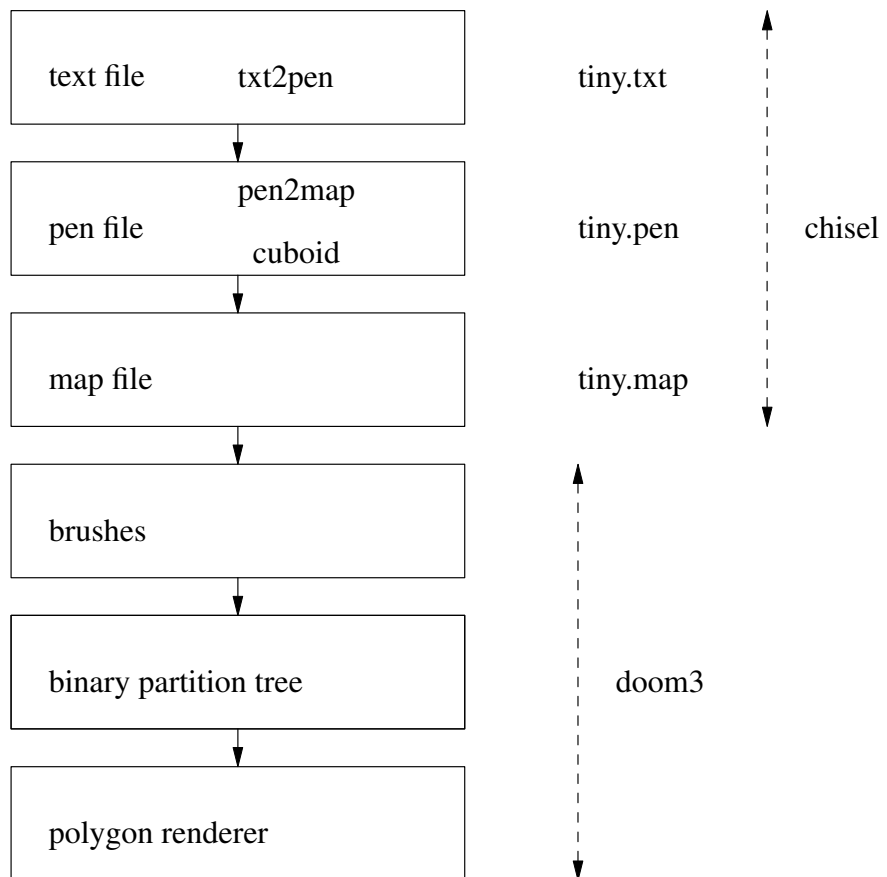 text file txt2pen tiny.txt
pen2map
pen file tiny.pen chisel
cuboid
map file tiny.map
brushes
binary partition tree doom3
polygon renderer